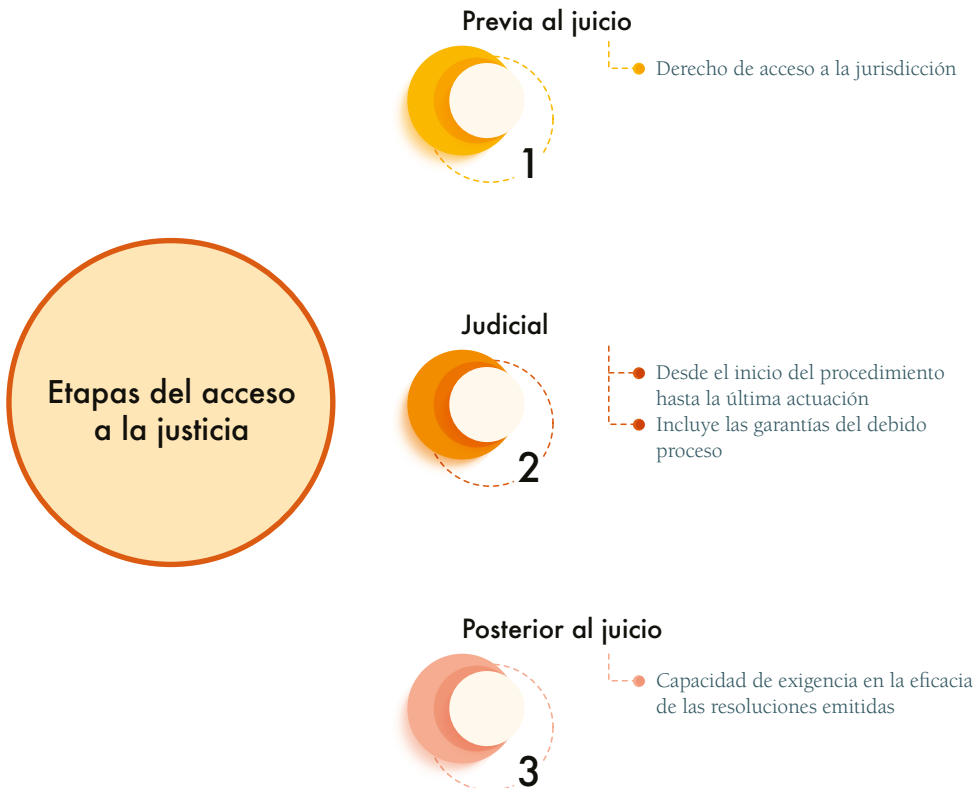 Etapas del acceso
a la justicia
Previa al juicio
1
Derecho de acceso a la jurisdicción
Judicial
2
Desde el inicio del procedimiento
hasta la última actuación
Incluye las garantías del debido
proceso
Posterior al juicio
3
Capacidad de exigencia en la eficacia
de las resoluciones emitidas